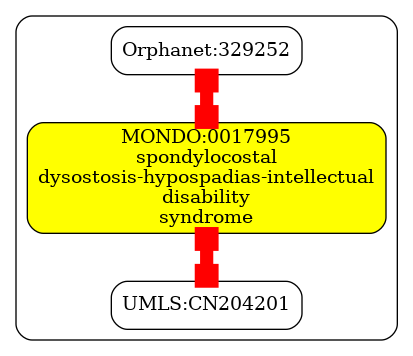 Orphanet:329252
MONDO:0017995
spondylocostal
dysostosis-hypospadias-intellectual
disability
syndrome
UMLS:CN204201